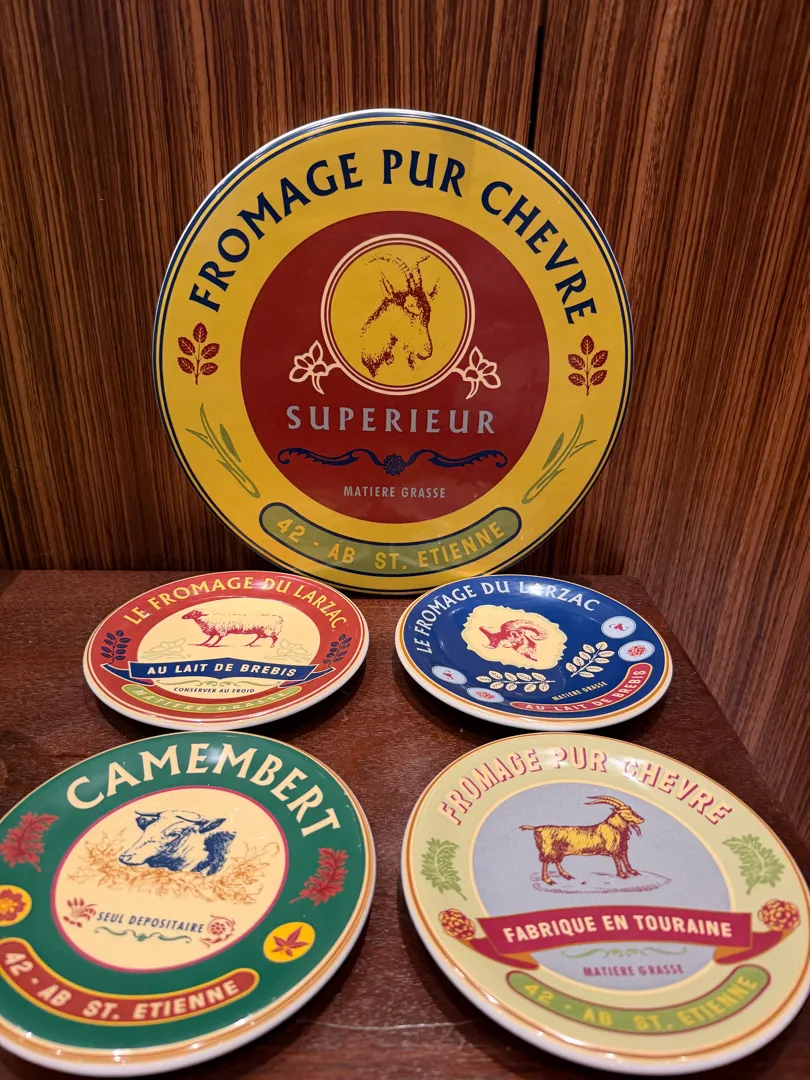 FROMAGE PUR CHEVRE
SUPERIEUR
MATIERE GRASSE
42 - AB ST. ETIENNE
LE FROMAGE DU LARZAC
AU LAIT DE BREBIS
CONSERVER AU FROID
MATIERE GRASSE
LE FROMAGE DU LARZAC
MATIERE GRASSE
AU LAIT DE BREBIS
CAMEMBERT
SEUL DEPOSITAIRE
42 - AB ST. ETIENNE
FROMAGE PUR CHEVRE
FABRIQUE EN TOURAINE
MATIERE GRASSE
42 - AB ST. ETIENNE